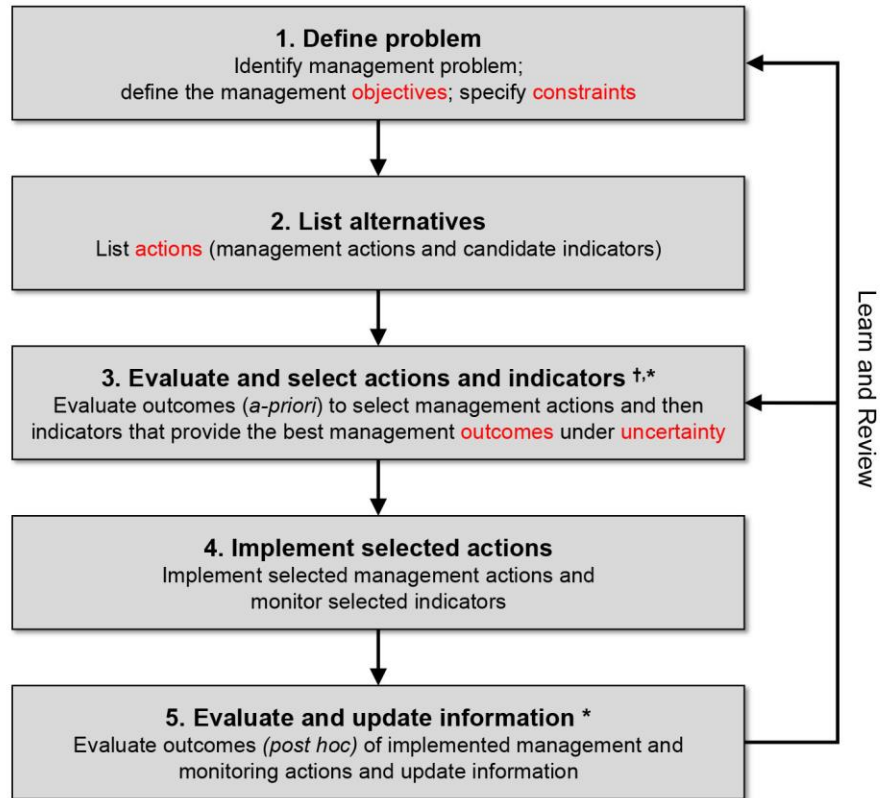 1. Define problem
Identify management problem;
define the management objectives; specify constraints
2. List alternatives
List actions (management actions and candidate indicators)
3. Evaluate and select actions and indicators †,*
Evaluate outcomes (a-priori) to select management actions and then
indicators that provide the best management outcomes under uncertainty
4. Implement selected actions
Implement selected management actions and
monitor selected indicators
5. Evaluate and update information *
Evaluate outcomes (post hoc) of implemented management and
monitoring actions and update information
Learn and Review